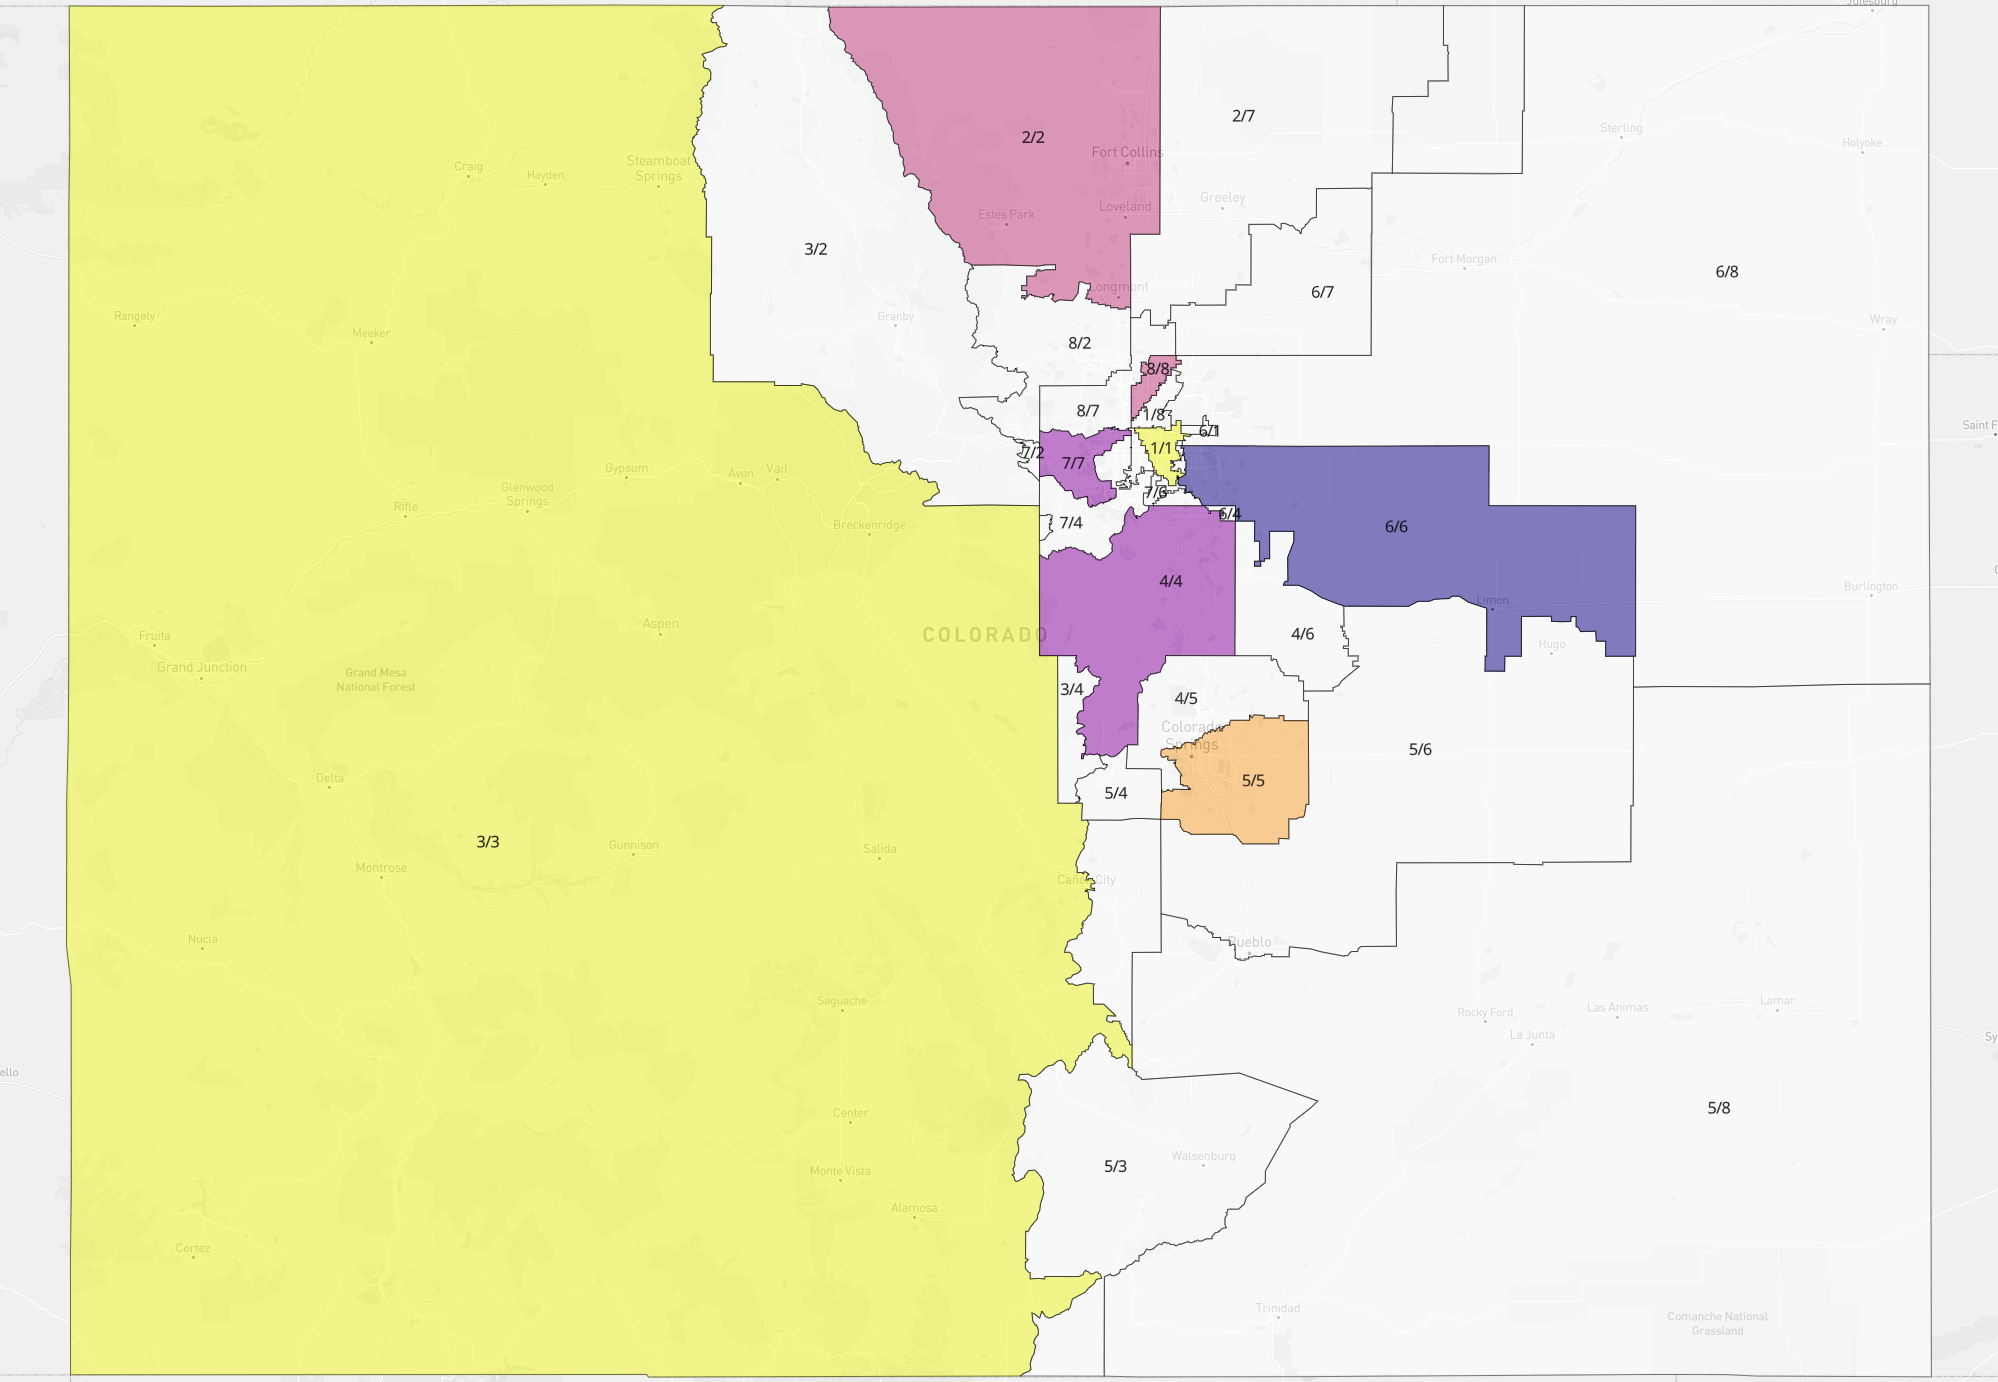 Julesburg
2/2
2/7
Sterling
Holyoke
Fort Collins
Craig
Hayden
Steamboat
Springs
Greeley
Estes Park
Loveland
3/2
Fort Morgan
6/8
Longmont
6/7
Rangely
Meeker
Granby
Wray
8/2
8/8
8/7
1/8
Saint F
6/1
7/2
7/7
1/1
Gypsum
Avon
Vail
Glenwood
Springs
7/6
Rifle
6/4
7/4
Breckenridge
6/6
4/4
Burlington
Limon
Fruita
Aspen
COLORADO
4/6
Hugo
Grand Junction
Grand Mesa
National Forest
3/4
4/5
Colorado
Springs
5/6
Delta
5/5
5/4
3/3
Gunnison
Salida
Montrose
Cañon City
Nucla
Pueblo
Saguache
Rocky Ford
Las Animas
Lamar
La Junta
Sy
ello
Center
5/8
Walsenburg
5/3
Monte Vista
Alamosa
Cortez
Trinidad
Comanche National
Grassland